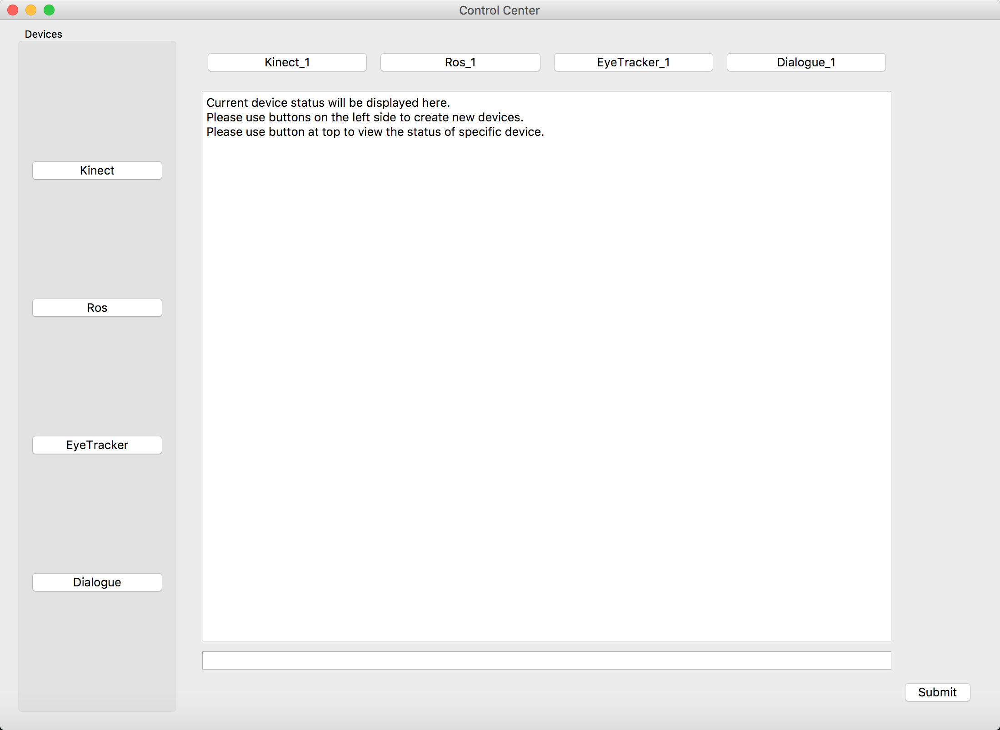 Control Center
Devices
Kinect_1 Ros_1 EyeTracker_1 Dialogue_1
Current device status will be displayed here.
Please use buttons on the left side to create new devices.
Please use button at top to view the status of specific device.
Kinect
Ros
EyeTracker
Dialogue
Submit